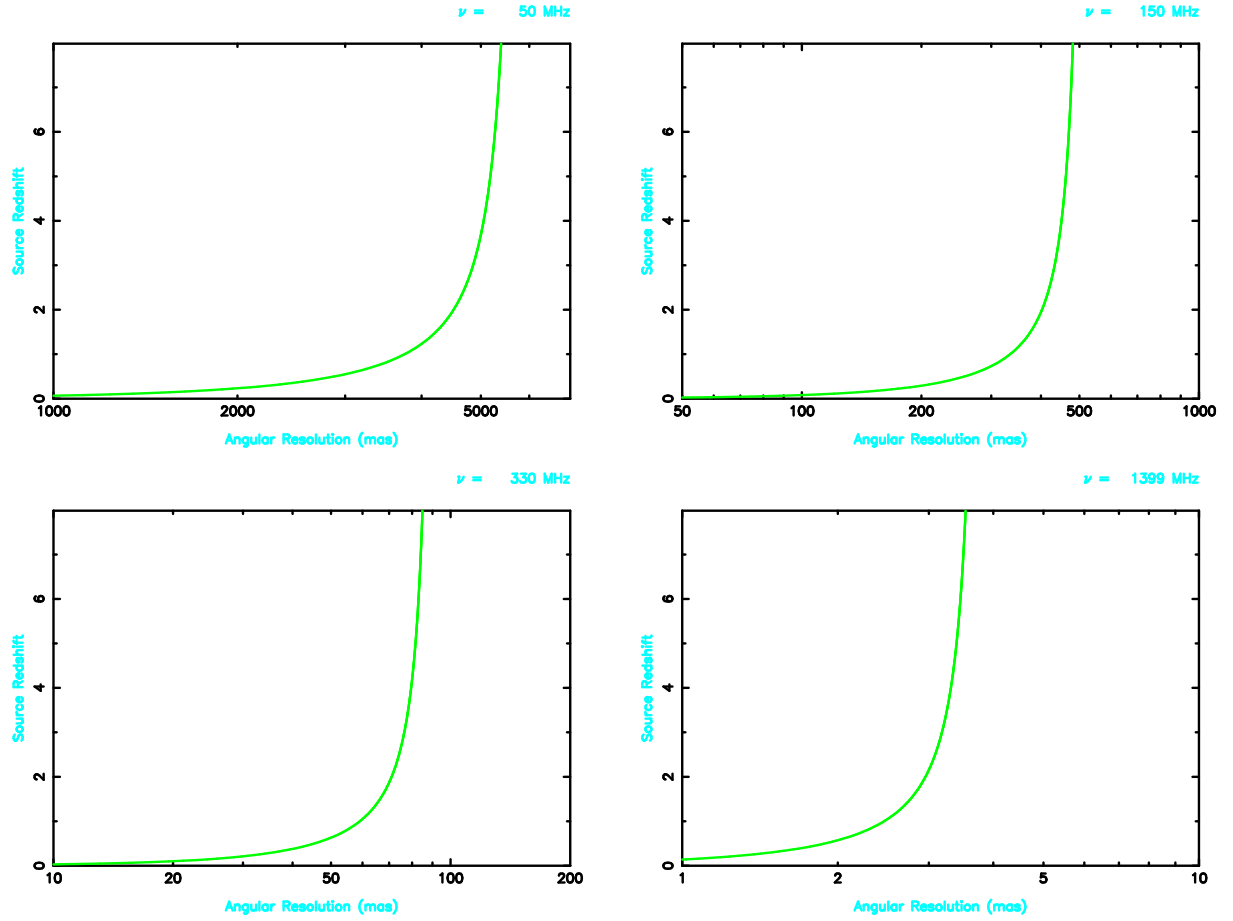 ν = 50 MHz
Source Redshift
0 2 4 6
1000 2000 5000
Angular Resolution (mas)
ν = 150 MHz
Source Redshift
0 2 4 6
50 100 200 500 1000
Angular Resolution (mas)
ν = 330 MHz
Source Redshift
0 2 4 6
10 20 50 100 200
Angular Resolution (mas)
ν = 1399 MHz
Source Redshift
0 2 4 6
1 2 5 10
Angular Resolution (mas)